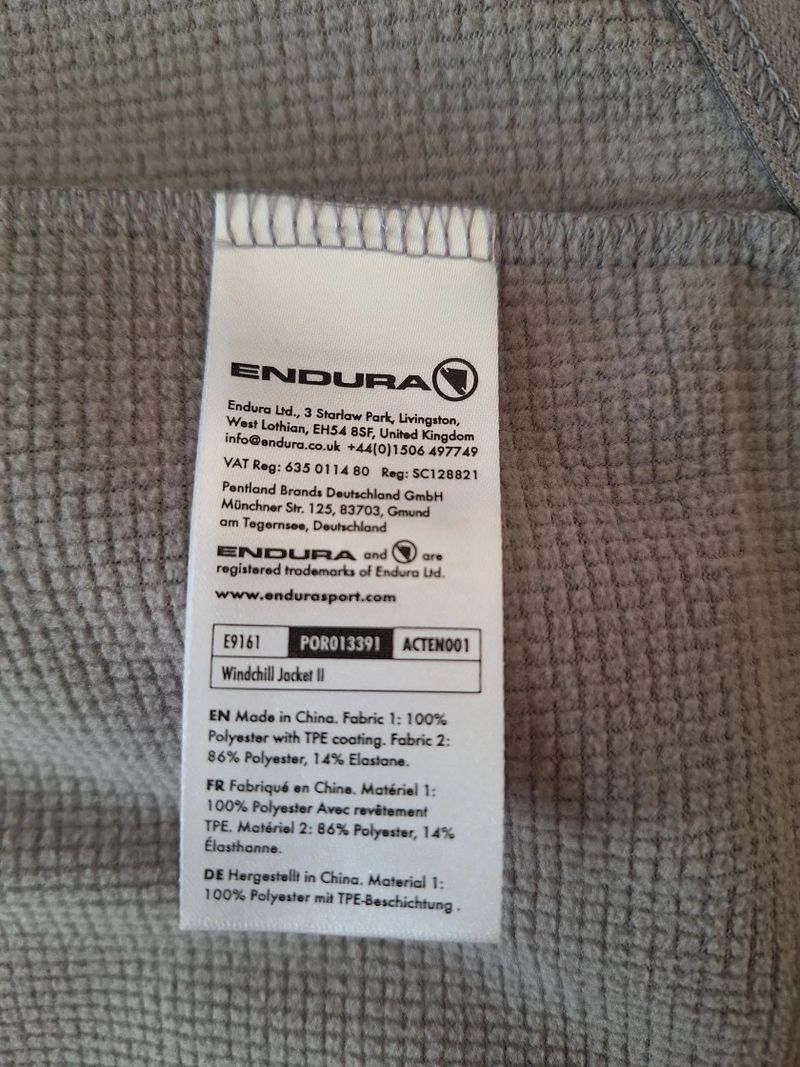 ENDURA
Endura Ltd., 3 Starlaw Park, Livingston,
West Lothian, EH54 8SF, United Kingdom
info@endura.co.uk +44(0)1506 497749
VAT Reg: 635 0114 80 Reg: SC128821
Pentland Brands Deutschland GmbH
Münchner Str. 125, 83703, Gmund
am Tegernsee, Deutschland
ENDURA and are
registered trademarks of Endura Ltd.
www.endurasport.com
E9161 POR013391 ACTEN001
Windchill Jacket II
EN Made in China. Fabric 1: 100%
Polyester with TPE coating. Fabric 2:
86% Polyester, 14% Elastane.
FR Fabriqué en Chine. Matériel 1:
100% Polyester Avec revêtement
TPE. Matériel 2: 86% Polyester, 14%
Élasthanne.
DE Hergestellt in China. Material 1:
100% Polyester mit TPE-Beschichtung .